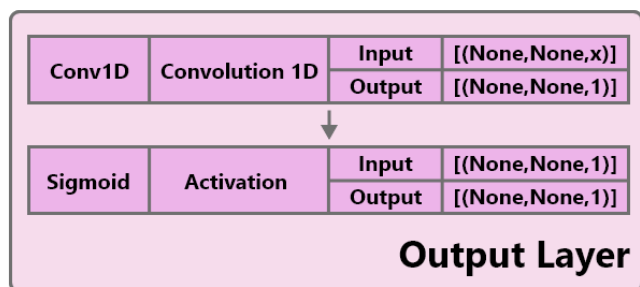 Conv1D Convolution 1D Input [(None,None,x)]
Output [(None,None,1)]
Sigmoid Activation Input [(None,None,1)]
Output [(None,None,1)]
Output Layer